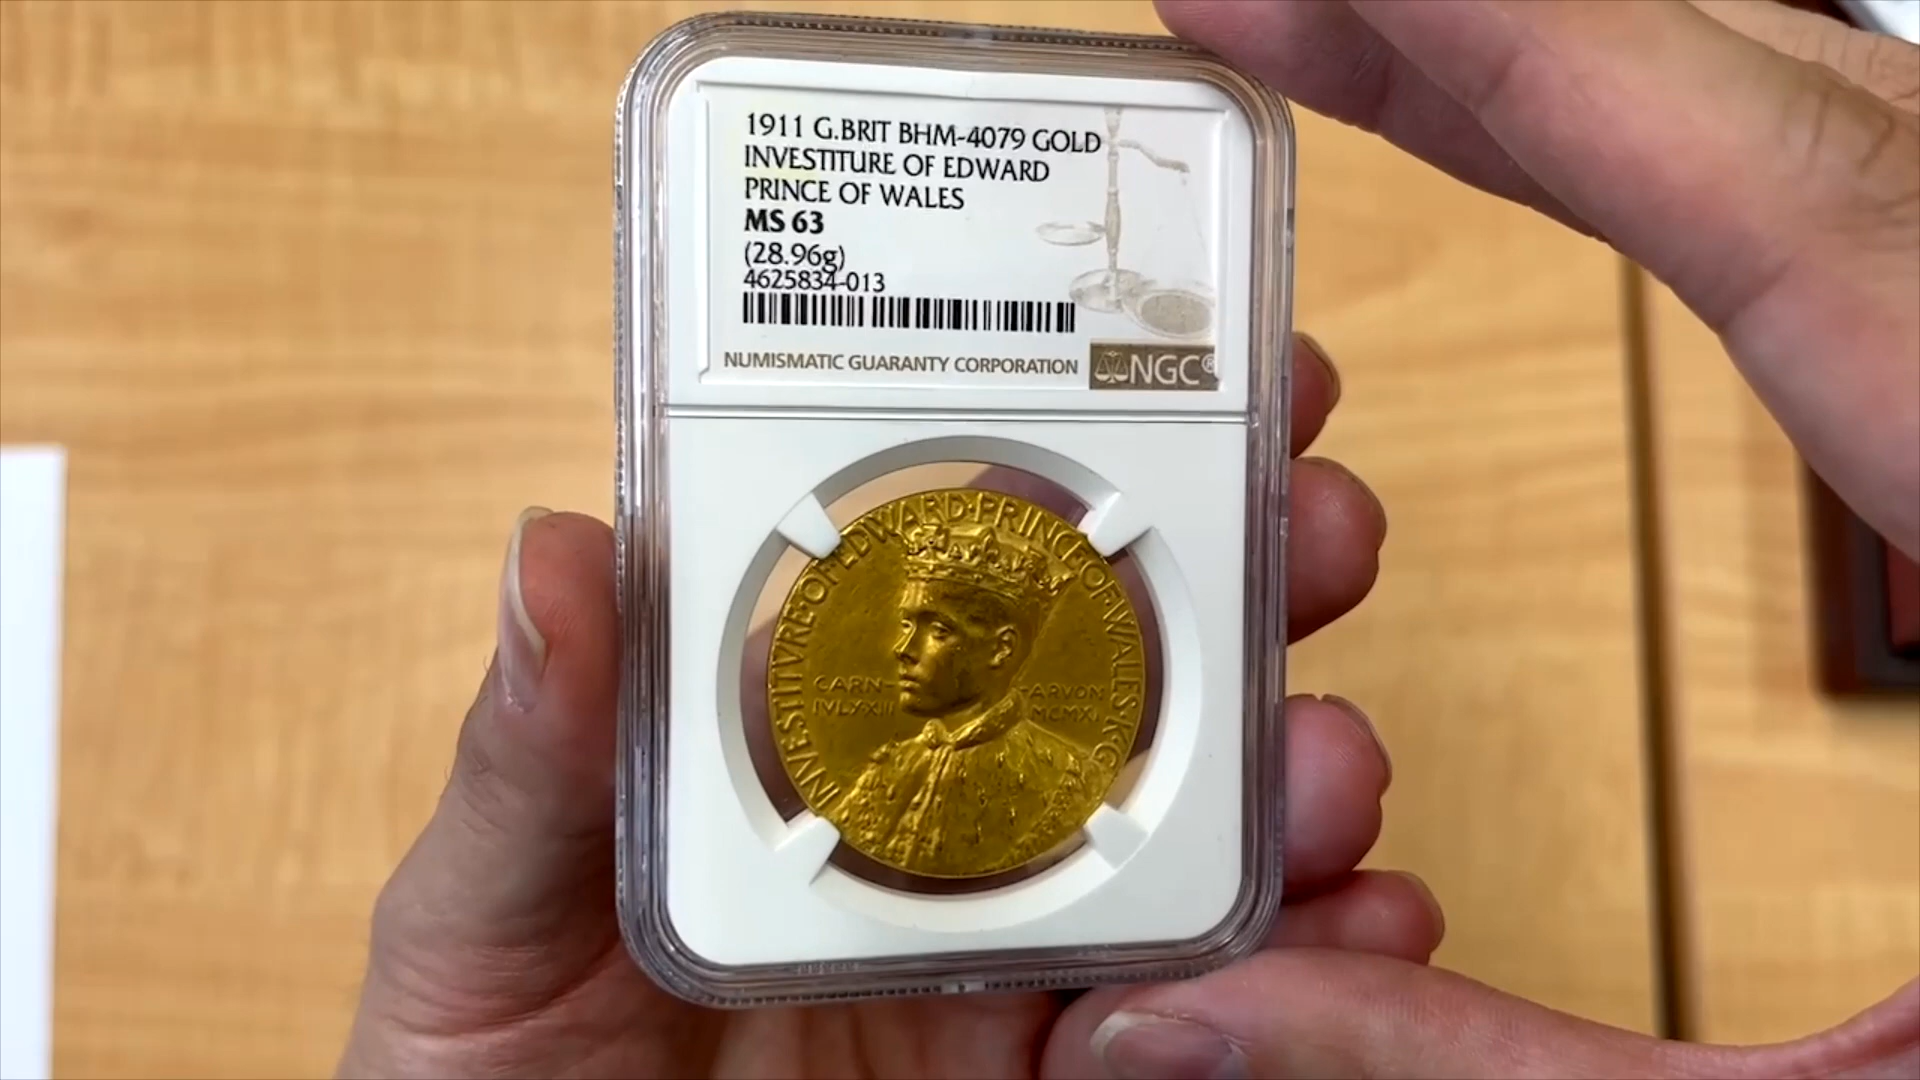 1911 G.BRIT BHM-4079 GOLD
INVESTITURE OF EDWARD
PRINCE OF WALES
MS 63
(28.96g)
4625834-013
NUMISMATIC GUARANTY CORPORATION
NGC®
INVESTITVRE·OF·EDWARD·PRINCE·OF·WALES·KG
CARN-
ARVON
IVLY·XIII
MCMXI